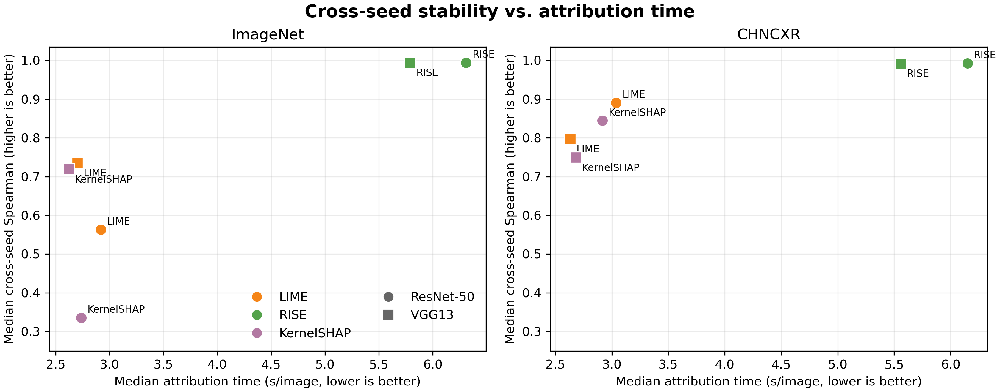 Cross-seed stability vs. attribution time
ImageNet
Median cross-seed Spearman (higher is better)
1.0
0.9
0.8
0.7
0.6
0.5
0.4
0.3
RISE
RISE
LIME
KernelSHAP
LIME
KernelSHAP
LIME
RISE
KernelSHAP
ResNet-50
VGG13
2.5 3.0 3.5 4.0 4.5 5.0 5.5 6.0
Median attribution time (s/image, lower is better)
CHNCXR
Median cross-seed Spearman (higher is better)
1.0
0.9
0.8
0.7
0.6
0.5
0.4
0.3
RISE
RISE
LIME
KernelSHAP
LIME
KernelSHAP
2.5 3.0 3.5 4.0 4.5 5.0 5.5 6.0
Median attribution time (s/image, lower is better)